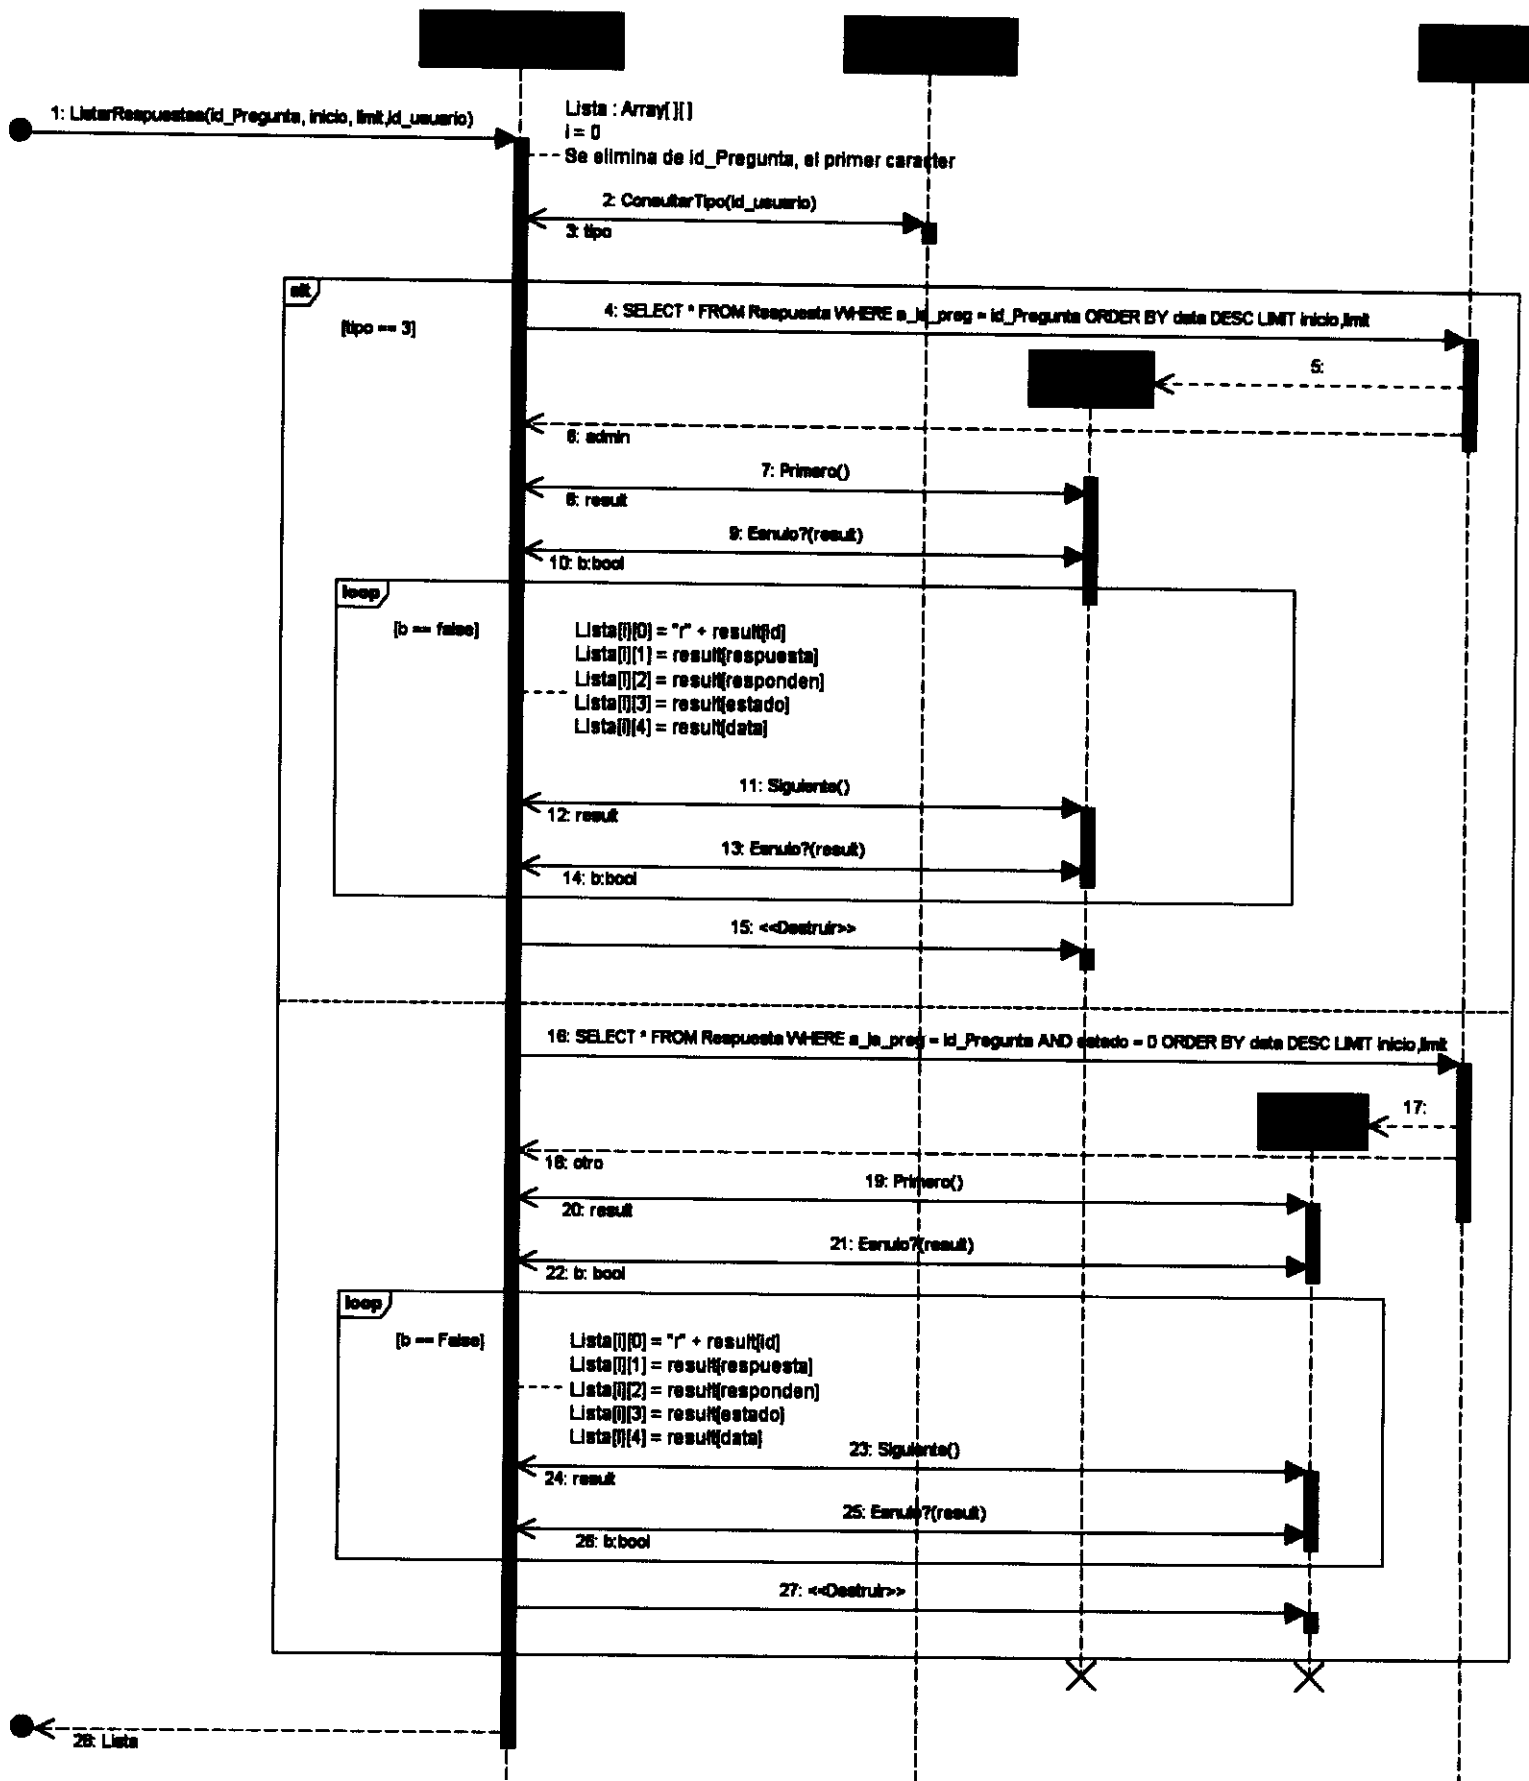 1: ListarRespuestas(id_Pregunta, inicio, limit,id_usuario)
Lista : Array[ ][ ]
i = 0
Se elimina de id_Pregunta, el primer caracter
2: ConsultarTipo(id_usuario)
3: tipo
alt
[tipo == 3]
4: SELECT * FROM Respuesta WHERE a_la_preg = id_Pregunta ORDER BY data DESC LIMIT inicio,limit
5:
6: admin
7: Primero()
8: result
9: Esnulo?(result)
10: b:bool
loop
[b == false]
Lista[i][0] = "r" + result[id]
Lista[i][1] = result[respuesta]
Lista[i][2] = result[responden]
Lista[i][3] = result[estado]
Lista[i][4] = result[data]
11: Siguiente()
12: result
13: Esnulo?(result)
14: b:bool
15: <<Destruir>>
16: SELECT * FROM Respuesta WHERE a_la_preg = id_Pregunta AND estado = 0 ORDER BY data DESC LIMIT inicio,limit
17:
18: otro
19: Primero()
20: result
21: Esnulo?(result)
22: b: bool
loop
[b == False]
Lista[i][0] = "r" + result[id]
Lista[i][1] = result[respuesta]
Lista[i][2] = result[responden]
Lista[i][3] = result[estado]
Lista[i][4] = result[data]
23: Siguiente()
24: result
25: Esnulo?(result)
26: b:bool
27: <<Destruir>>
28: Lista